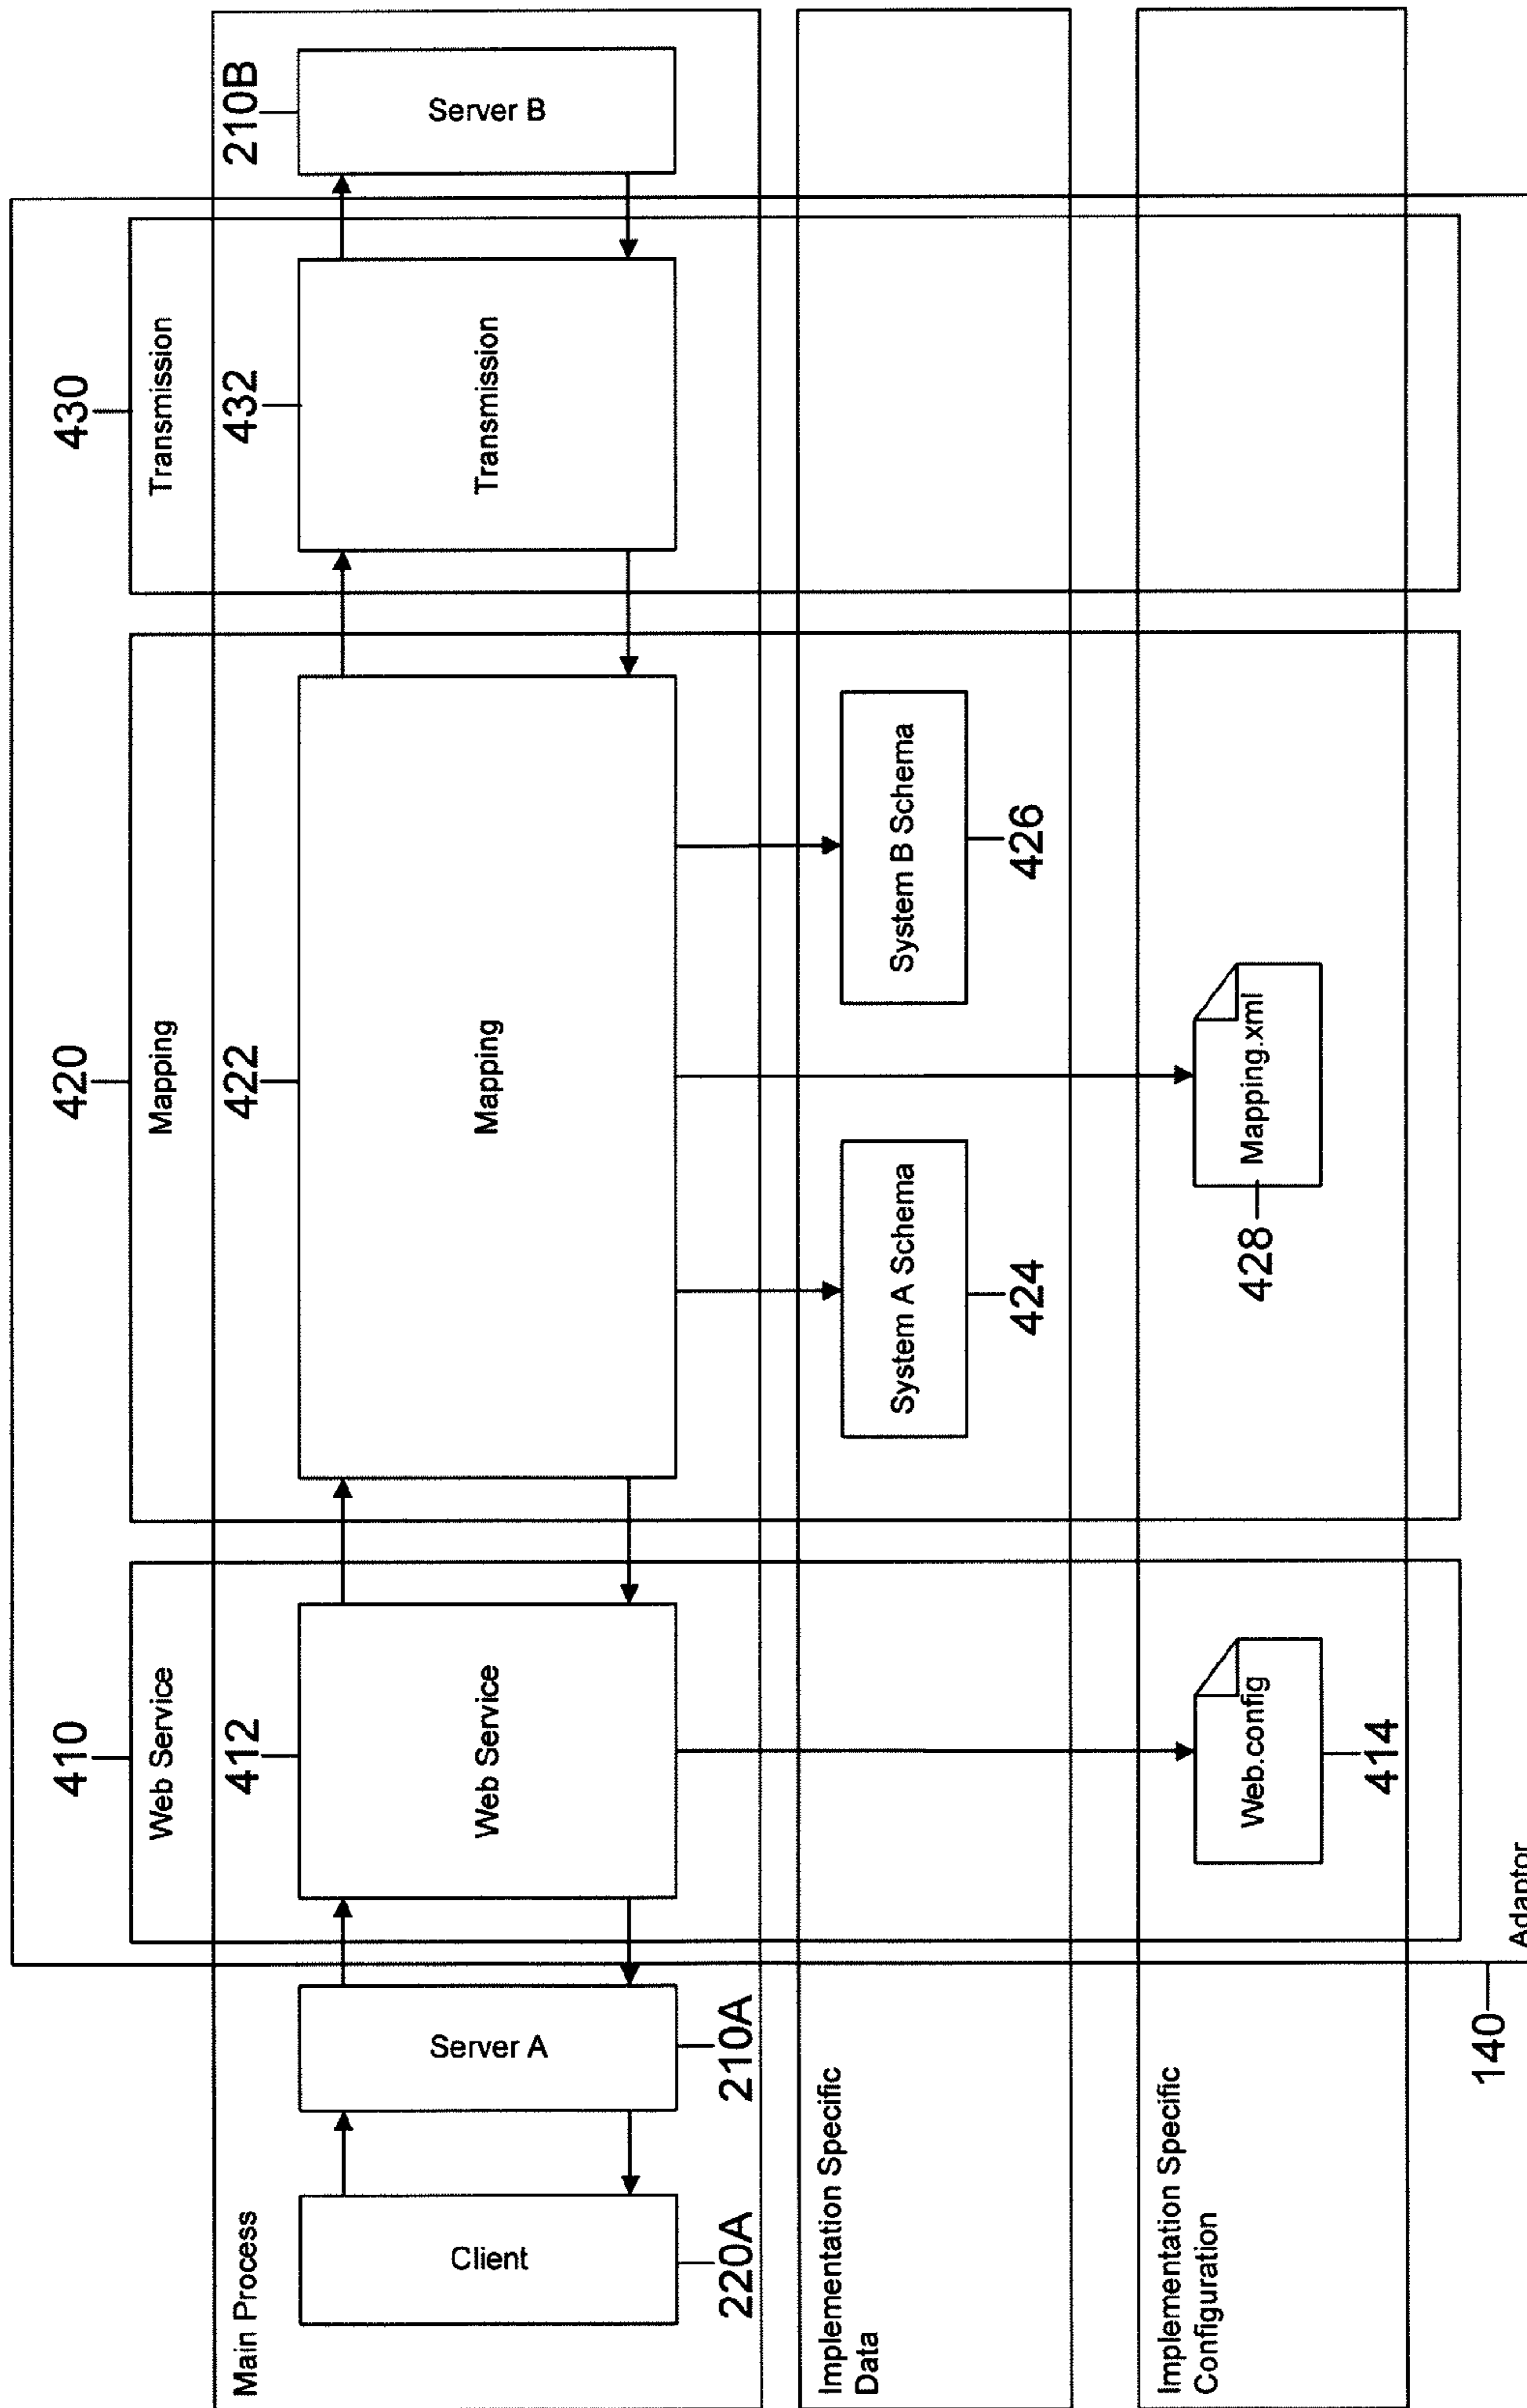 410
420
430
Web Service
Mapping
Transmission
Main Process
412
422
432
210B
Client
Server A
Web Service
Mapping
Transmission
Server B
220A
210A
Implementation Specific
Data
System A Schema
System B Schema
424
426
Implementation Specific
Configuration
Web.config
428
Mapping.xml
414
140
Adaptor